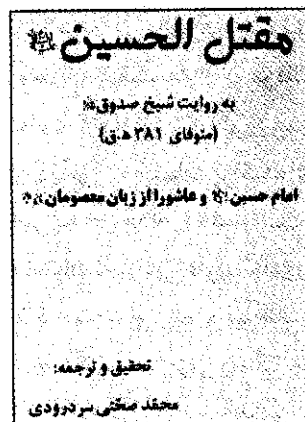 مقتل الحسین
به روایت شیخ صدوق
(متوفای ۳۸۱ ه.ق)
امام حسین و عاشورا از زبان معصومان
تحقیق و ترجمه:
محمد صحتی سردرودی